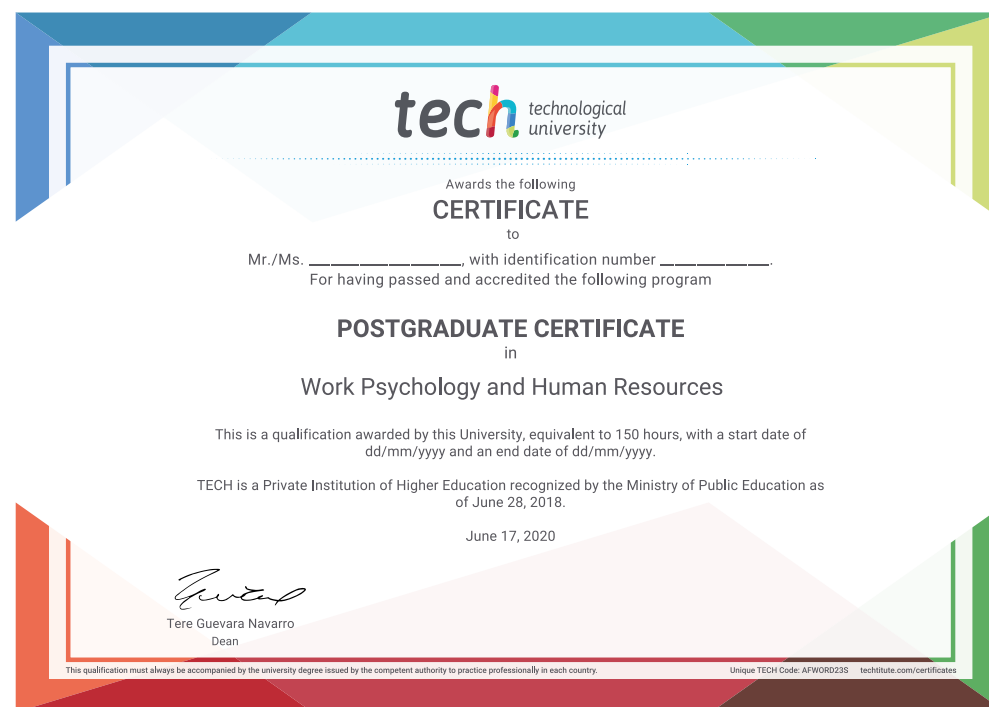 tech technological
university
Awards the following
CERTIFICATE
to
Mr./Ms. ____________________, with identification number ______________.
For having passed and accredited the following program
POSTGRADUATE CERTIFICATE
in
Work Psychology and Human Resources
This is a qualification awarded by this University, equivalent to 150 hours, with a start date of
dd/mm/yyyy and an end date of dd/mm/yyyy.
TECH is a Private Institution of Higher Education recognized by the Ministry of Public Education as
of June 28, 2018.
June 17, 2020
Tere Guevara Navarro
Dean
This qualification must always be accompanied by the university degree issued by the competent authority to practice professionally in each country.
Unique TECH Code: AFWORD23S techtitute.com/certificates